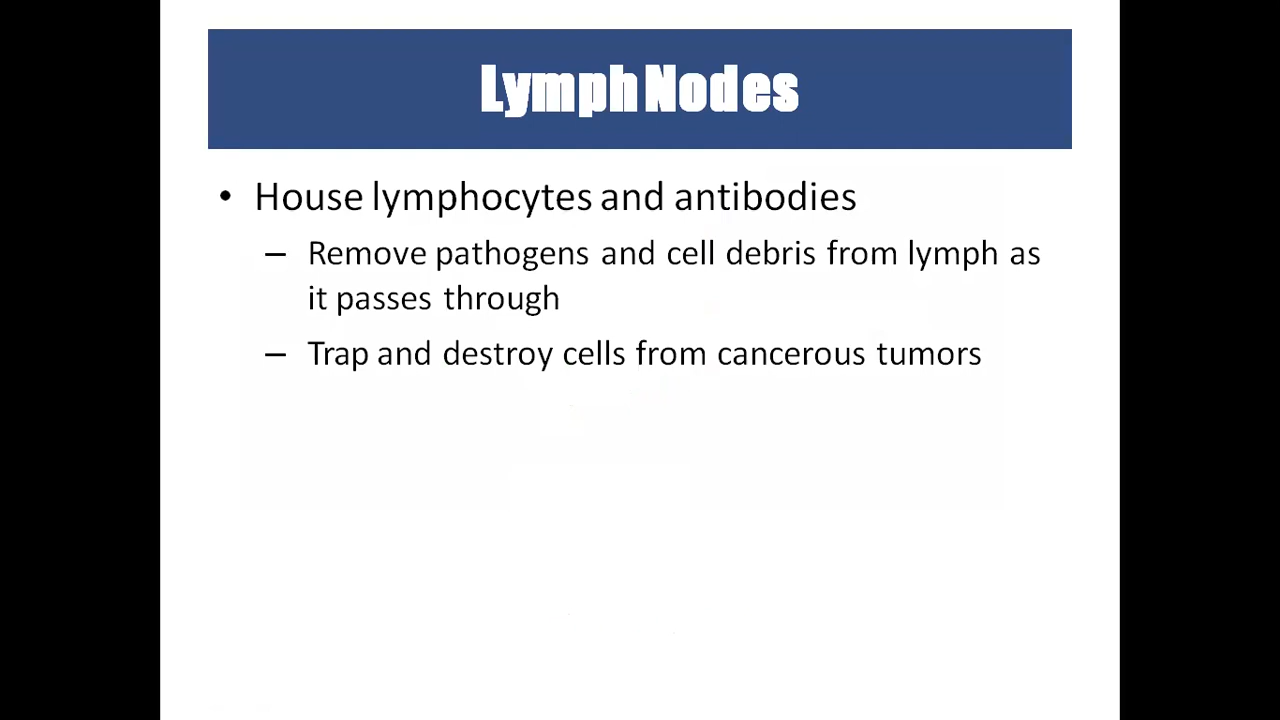 Lymph Nodes
• House lymphocytes and antibodies
– Remove pathogens and cell debris from lymph as
it passes through
– Trap and destroy cells from cancerous tumors